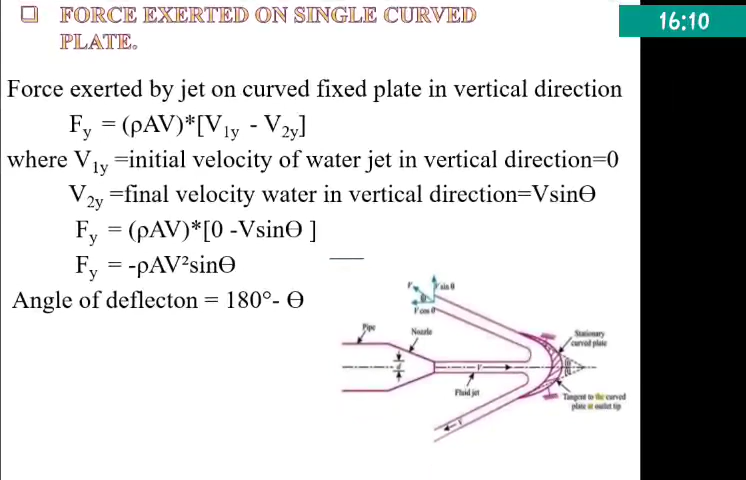 FORCE EXERTED ON SINGLE CURVED
PLATE.
16:10
Force exerted by jet on curved fixed plate in vertical direction
Fy = (ρAV)*[V1y - V2y]
where V1y =initial velocity of water jet in vertical direction=0
V2y =final velocity water in vertical direction=VsinΘ
Fy = (ρAV)*[0 -VsinΘ ]
Fy = -ρAV²sinΘ
Angle of deflecton = 180°- Θ
V sin θ
V cos θ
Pipe
Nozzle
Stationary
curved plate
d
V
Fluid jet
Tangent to the curved
plate at outlet tip
V